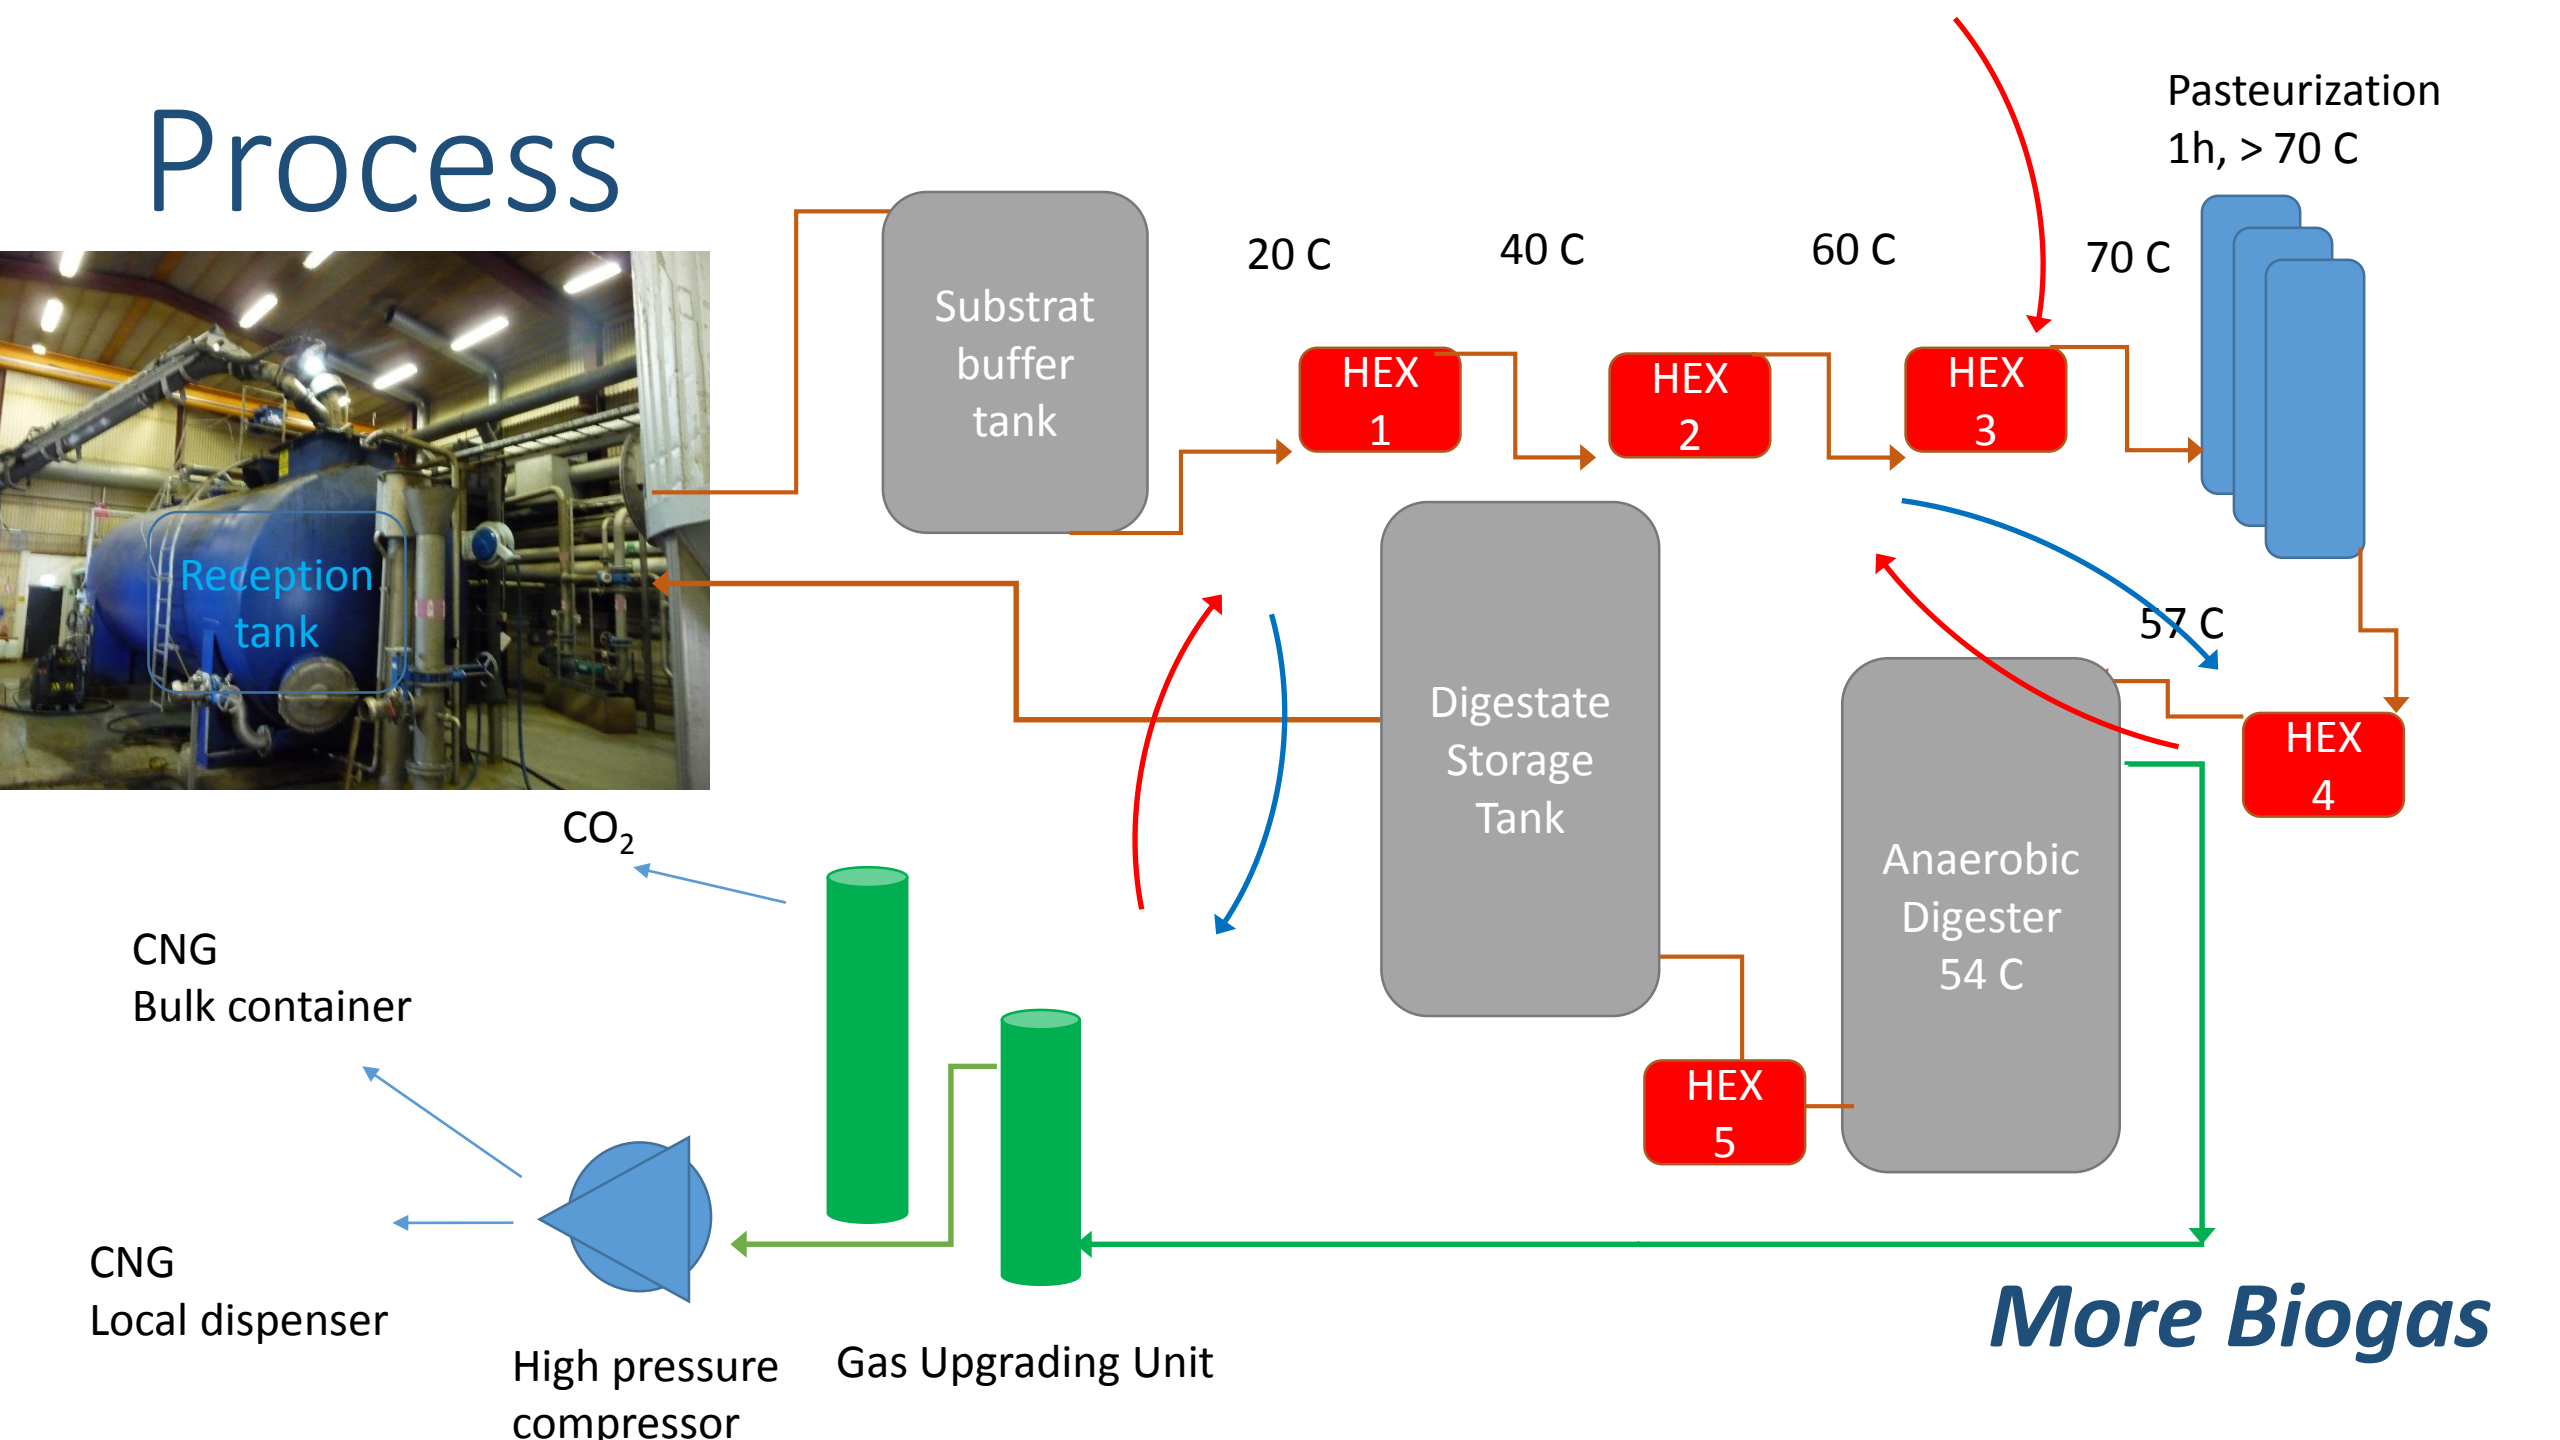 Process
Pasteurization
1h, > 70 C
20 C
40 C
60 C
70 C
Substrat
buffer
tank
HEX
1
HEX
2
HEX
3
Reception
tank
57 C
Digestate
Storage
Tank
HEX
4
Anaerobic
Digester
54 C
CO₂
CNG
Bulk container
HEX
5
CNG
Local dispenser
High pressure
compressor
Gas Upgrading Unit
More Biogas